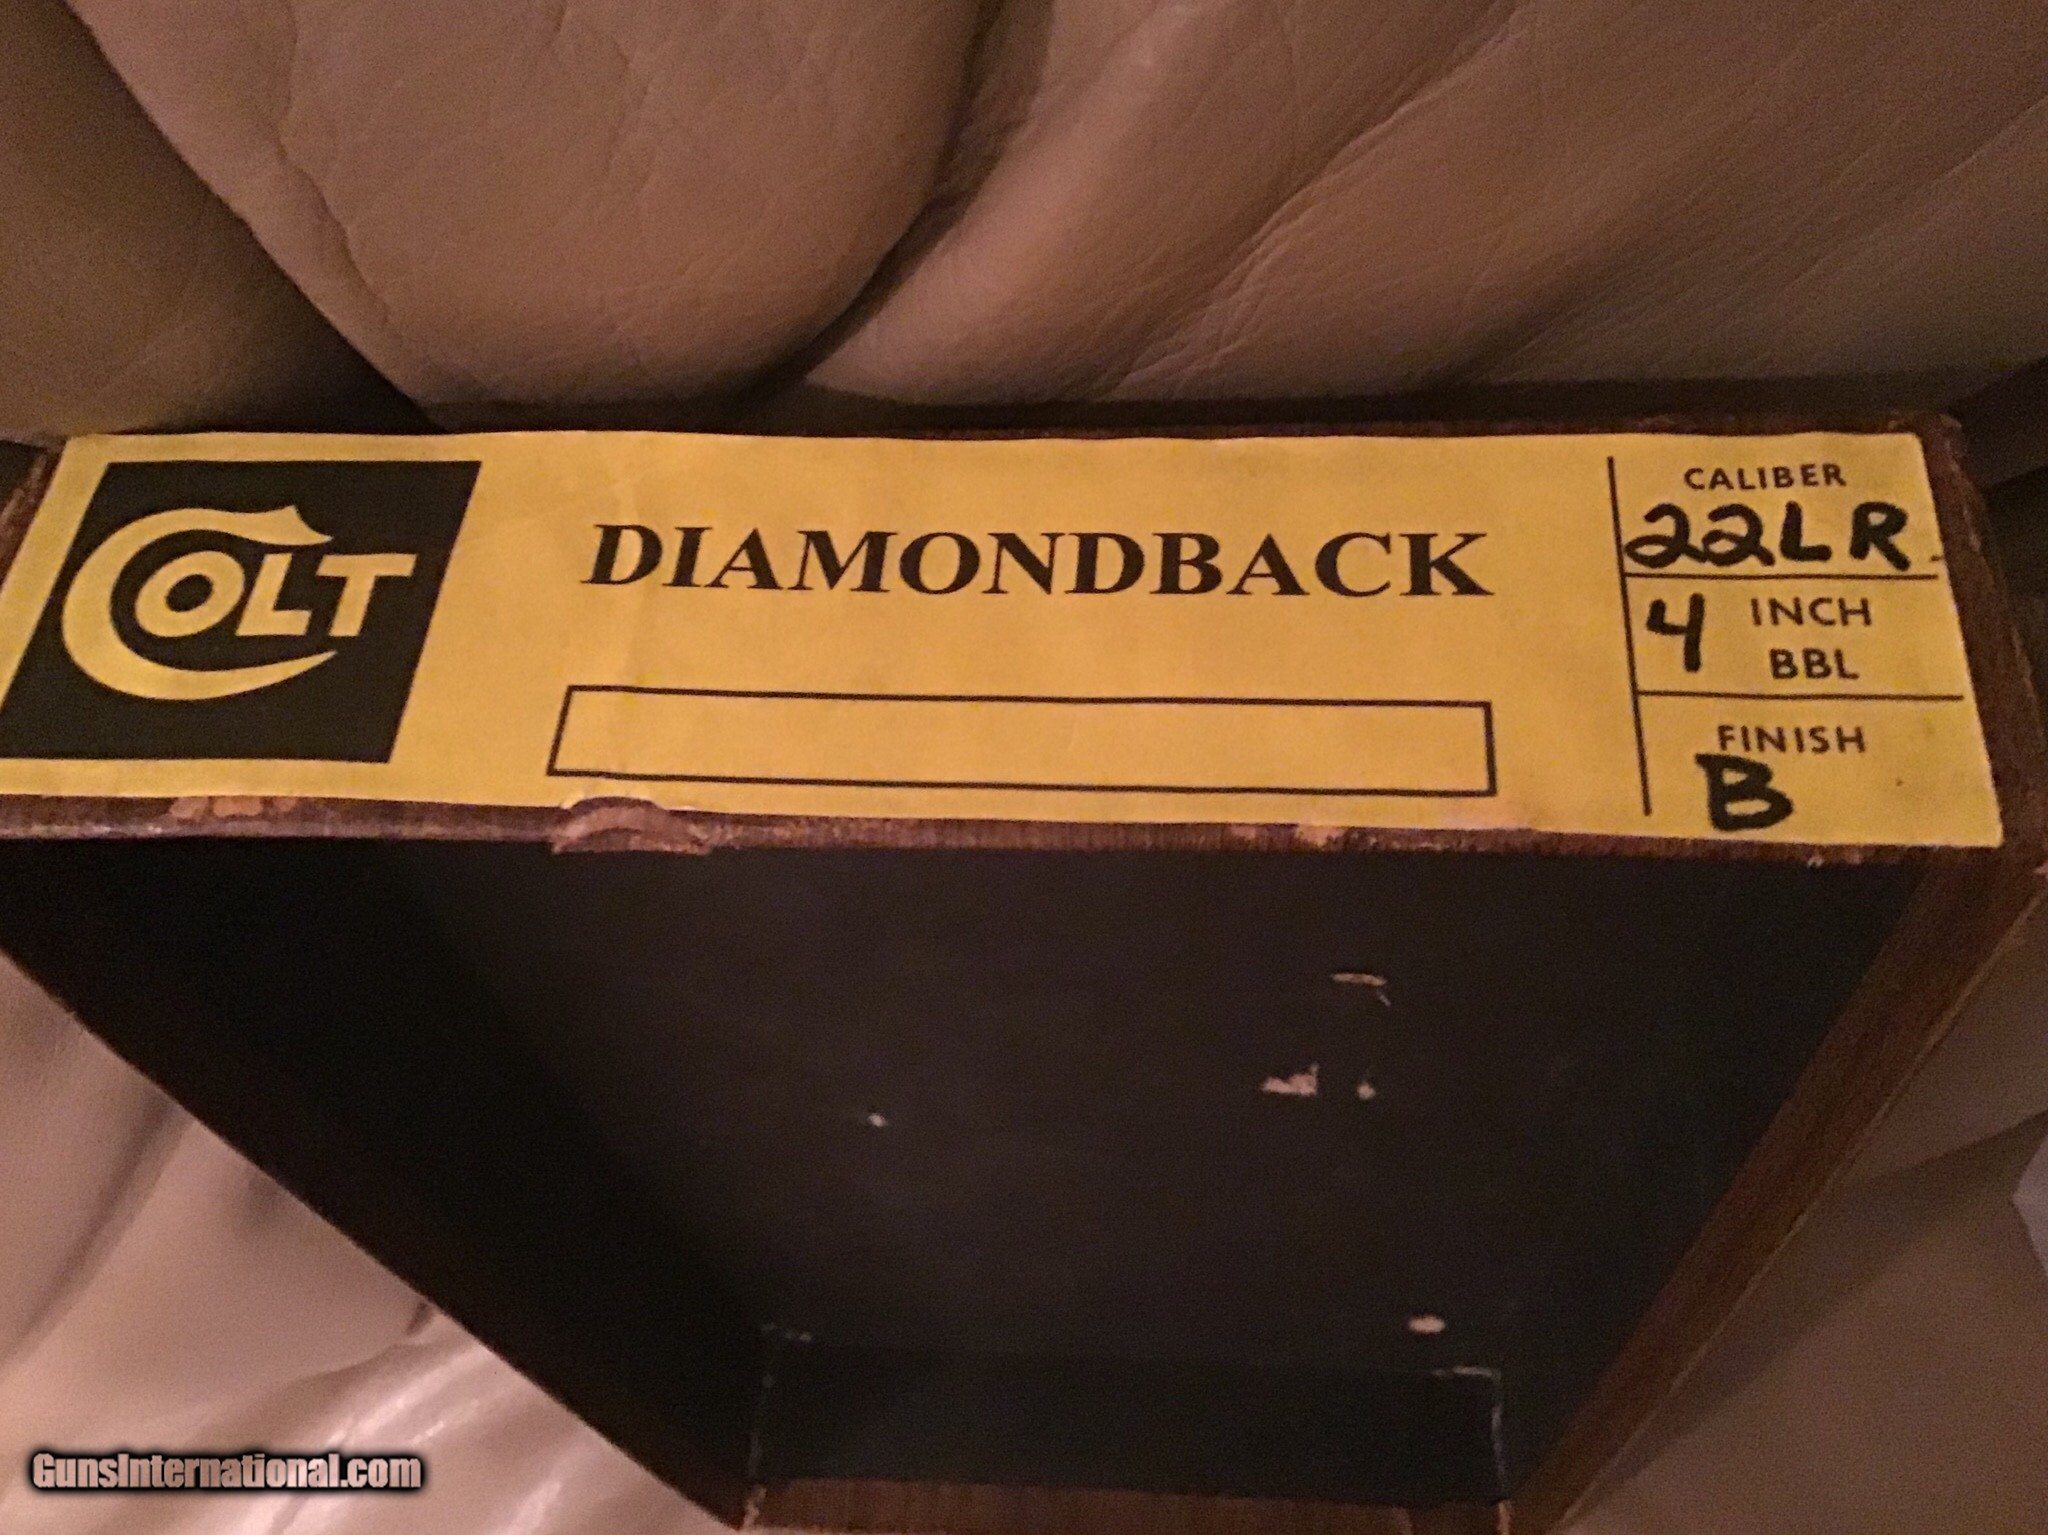 COLT
DIAMONDBACK
CALIBER
22LR
4 INCH
BBL
FINISH
B
GunsInternational.com